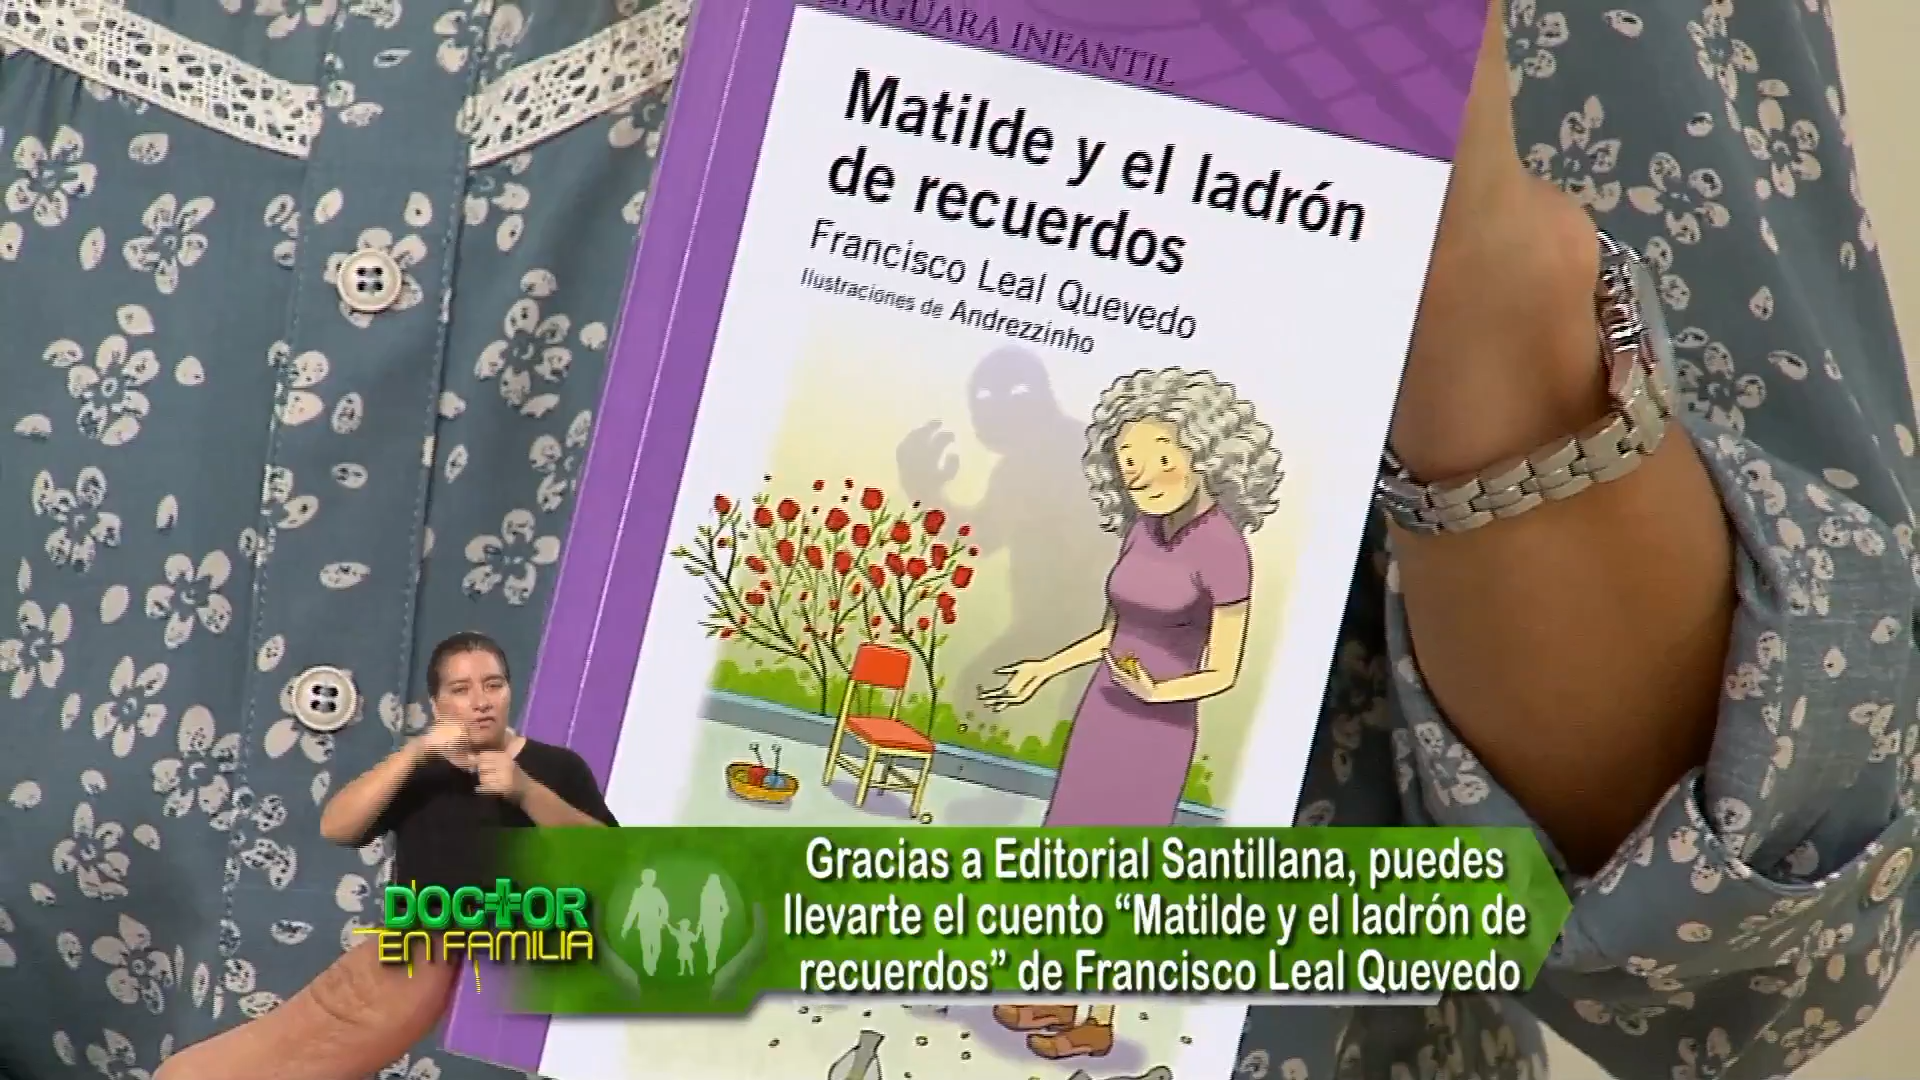 INFANTIL
Matilde y el ladrón
de recuerdos
Francisco Leal Quevedo
Ilustraciones de Andrezzinho
DOCTOR
EN FAMILIA
Gracias a Editorial Santillana, puedes
llevarte el cuento “Matilde y el ladrón de
recuerdos” de Francisco Leal Quevedo